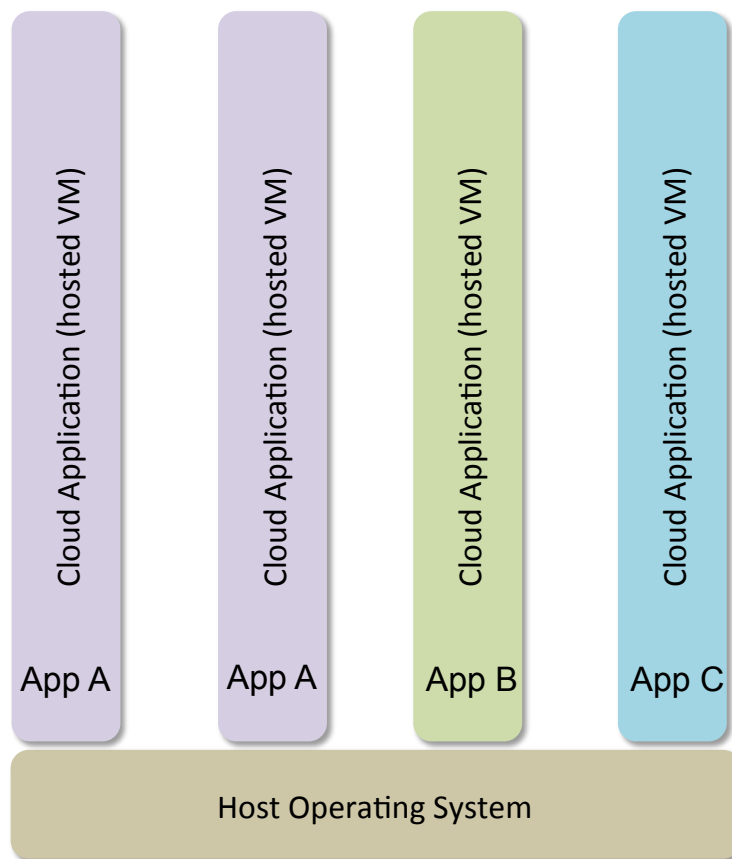 Cloud Application (hosted VM)
App A
Cloud Application (hosted VM)
App A
Cloud Application (hosted VM)
App B
Cloud Application (hosted VM)
App C
Host Operating System